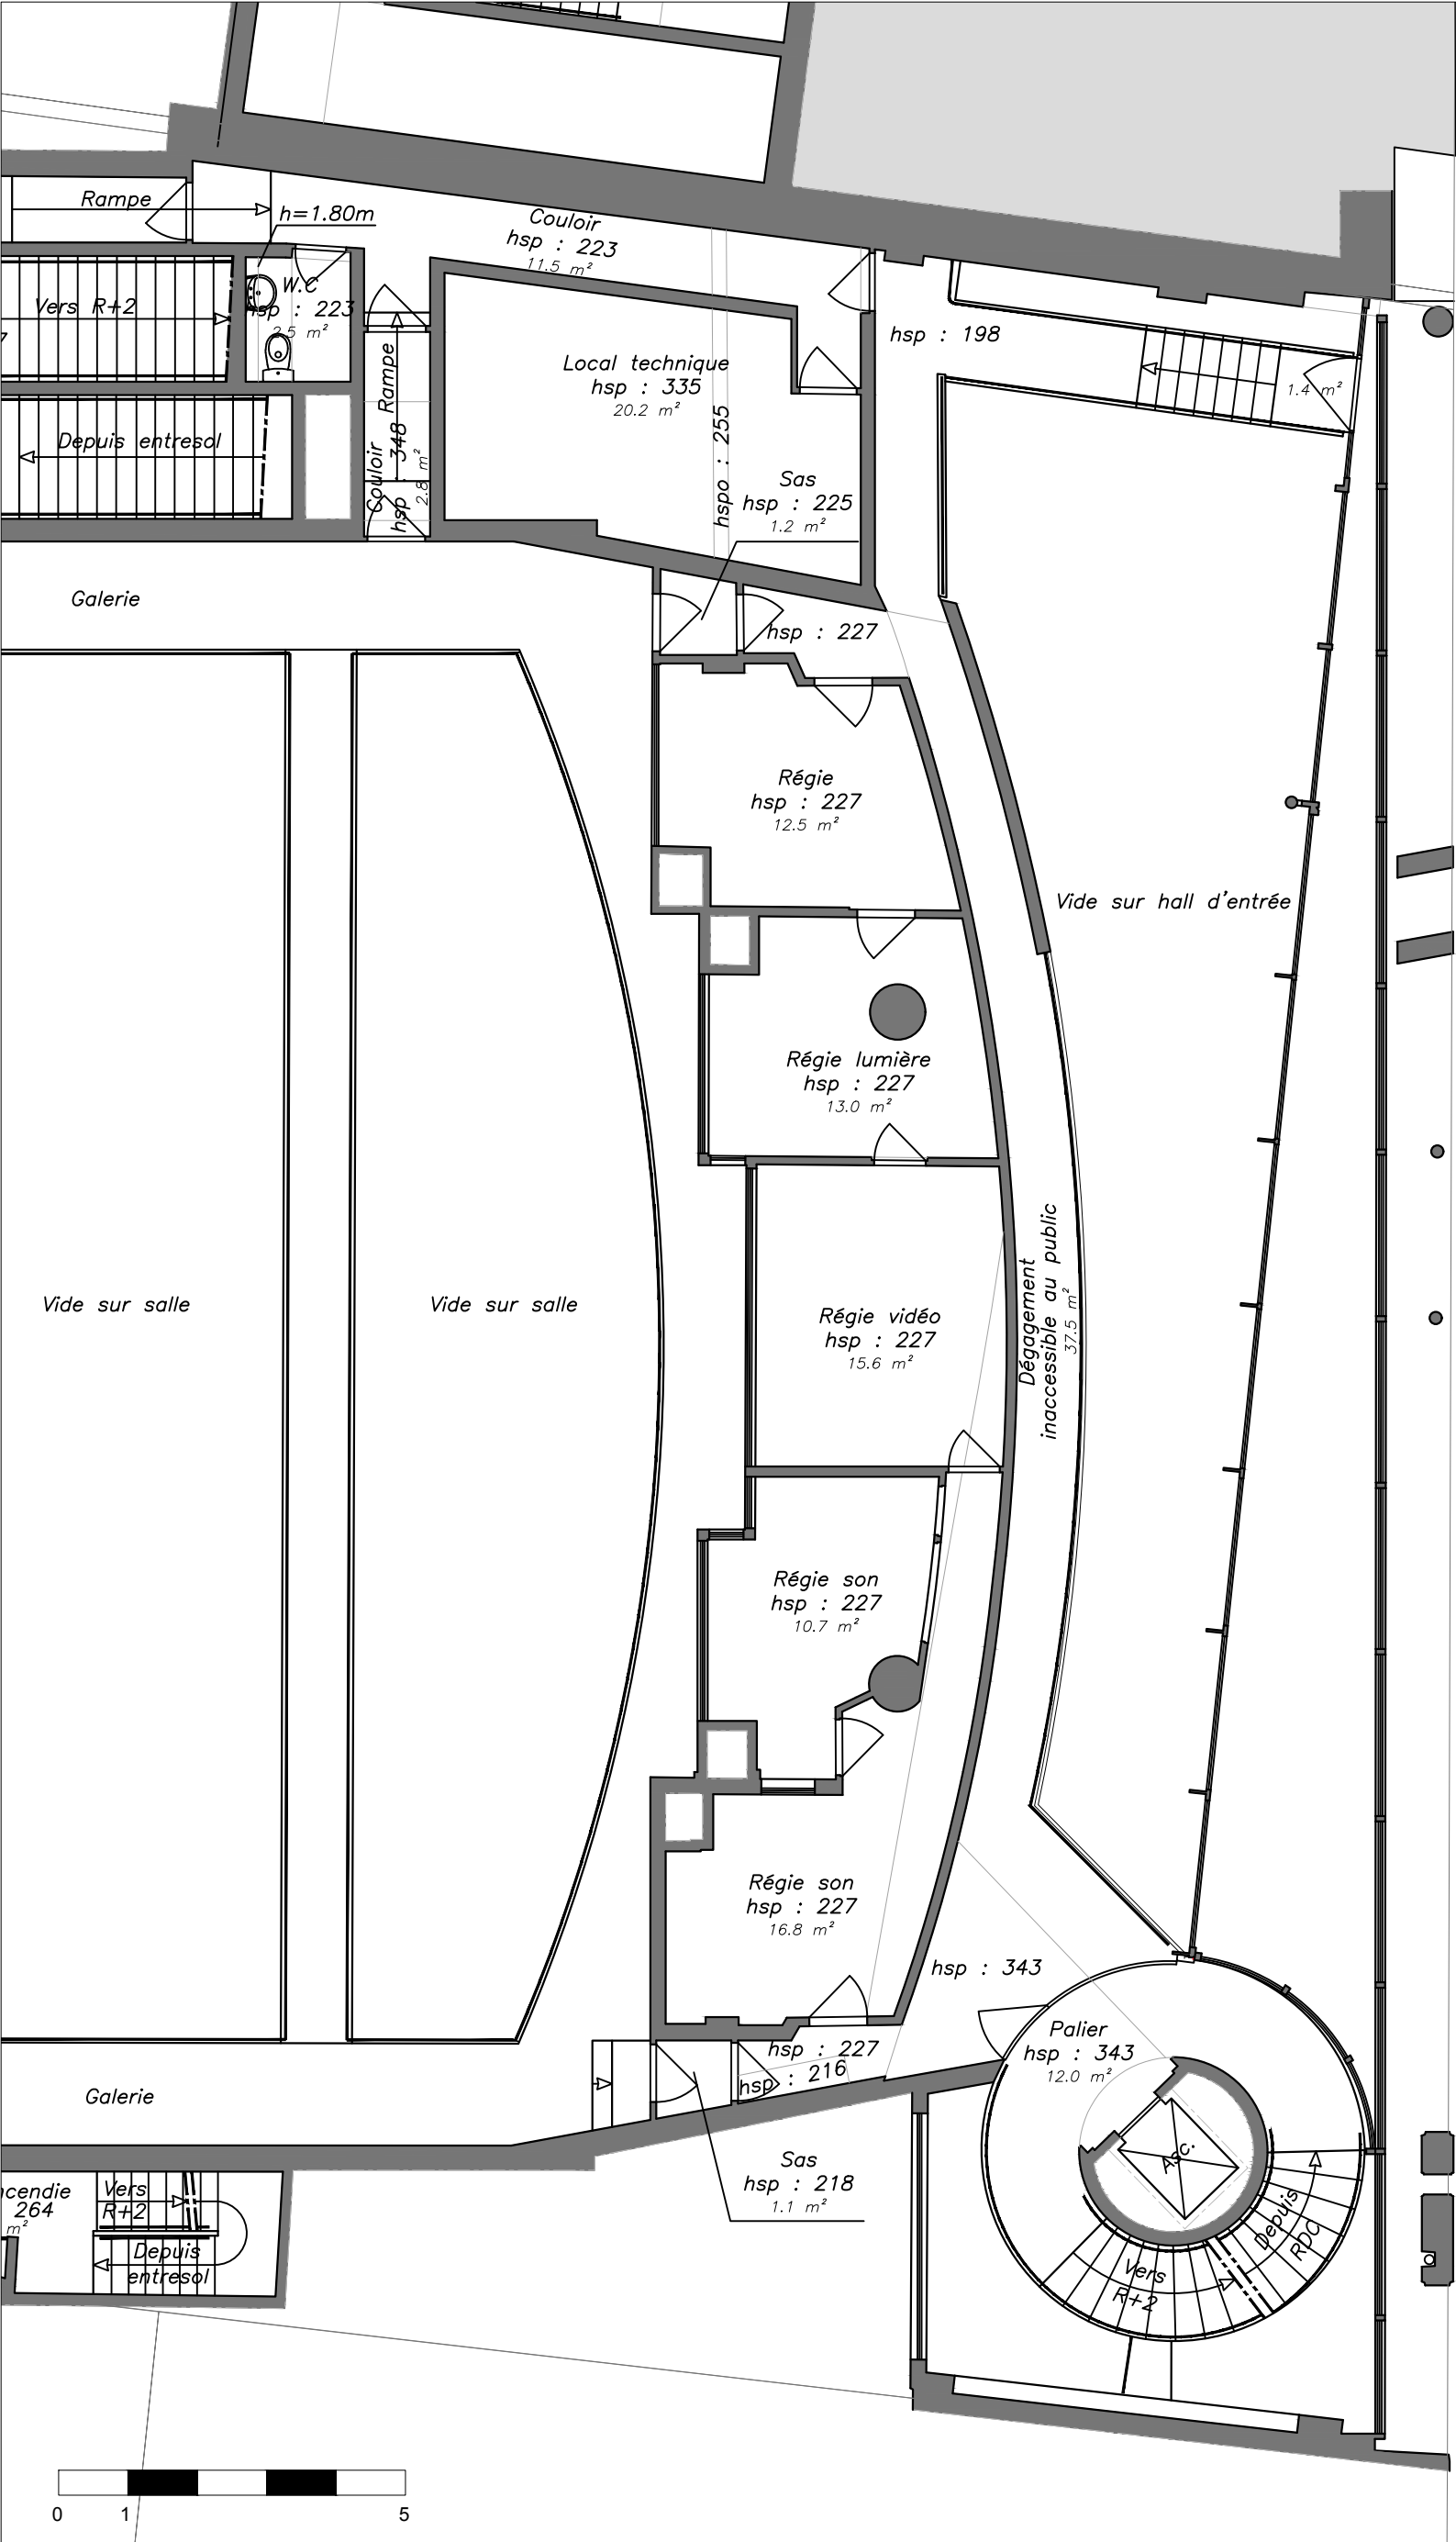 Rampe
h=1.80m
Couloir
hsp : 223
11.5 m²
W.C
hsp : 223
2.5 m²
Vers R+2
7
hsp : 198
1.4 m²
Local technique
hsp : 335
20.2 m²
Rampe
Couloir
hsp : 348
2.8 m²
hspo : 255
Depuis entresol
Sas
hsp : 225
1.2 m²
Galerie
hsp : 227
Régie
hsp : 227
12.5 m²
Vide sur hall d'entrée
Régie lumière
hsp : 227
13.0 m²
Vide sur salle
Vide sur salle
Régie vidéo
hsp : 227
15.6 m²
Dégagement
inaccessible au public
37.5 m²
Régie son
hsp : 227
10.7 m²
Régie son
hsp : 227
16.8 m²
hsp : 343
Palier
hsp : 343
12.0 m²
hsp : 227
hsp : 216
Galerie
Asc.
Sas
hsp : 218
1.1 m²
ncendie
264
m²
Vers
R+2
Depuis
entresol
Depuis
RDC
Vers
R+2
0 1 5